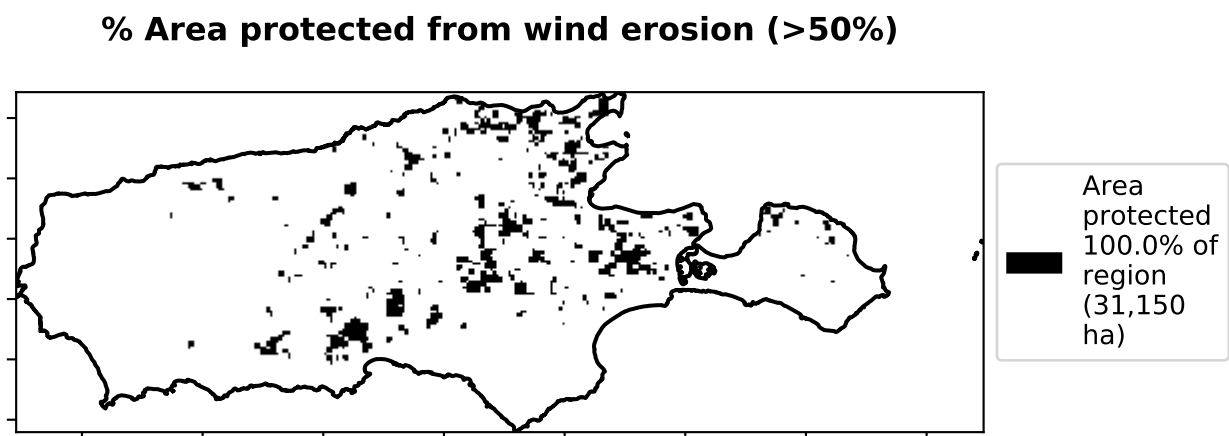 % Area protected from wind erosion (>50%)
Area
protected
100.0% of
region
(31,150
ha)